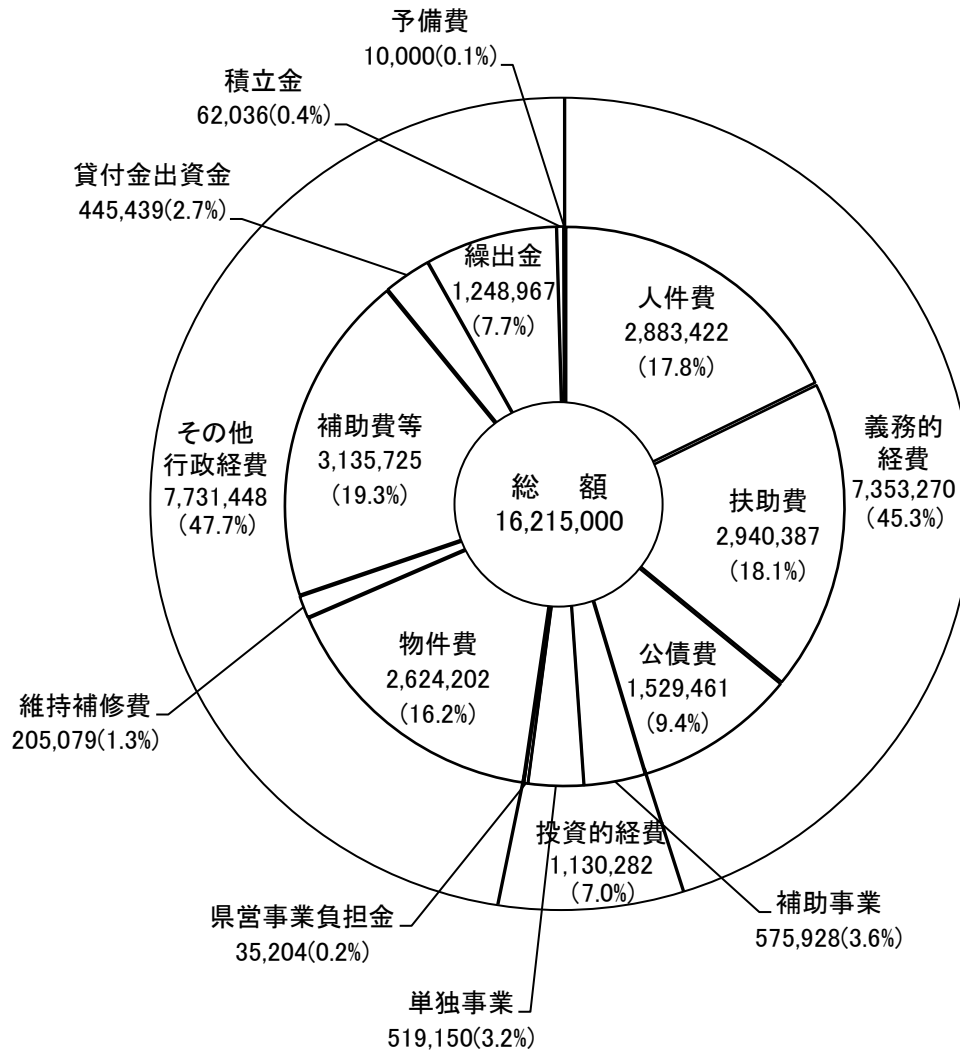 予備費
10,000(0.1%)
積立金
62,036(0.4%)
貸付金出資金
445,439(2.7%)
繰出金
1,248,967
(7.7%)
人件費
2,883,422
(17.8%)
その他
行政経費
7,731,448
(47.7%)
補助費等
3,135,725
(19.3%)
総 額
16,215,000
扶助費
2,940,387
(18.1%)
義務的
経費
7,353,270
(45.3%)
物件費
2,624,202
(16.2%)
公債費
1,529,461
(9.4%)
維持補修費
205,079(1.3%)
投資的経費
1,130,282
(7.0%)
県営事業負担金
35,204(0.2%)
補助事業
575,928(3.6%)
単独事業
519,150(3.2%)